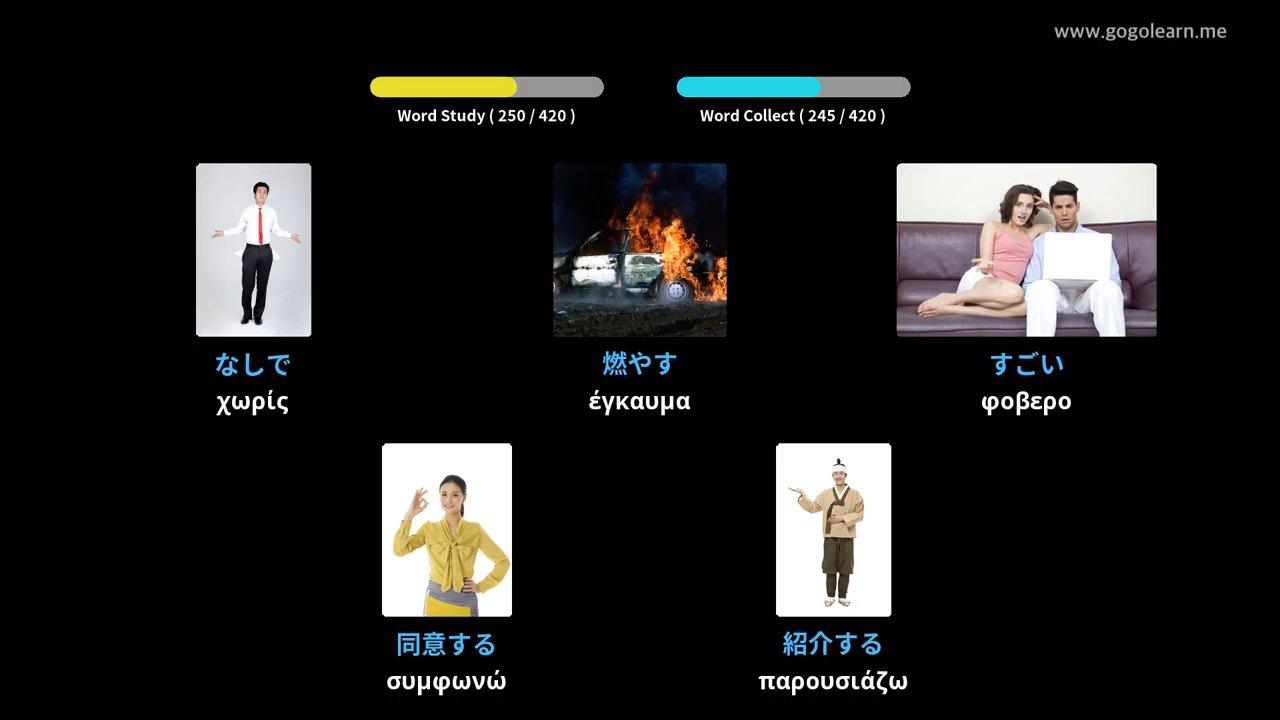 www.gogolearn.me
Word Study ( 250 / 420 )
Word Collect ( 245 / 420 )
なしで
χωρίς
燃やす
έγκαυμα
すごい
φοβερο
同意する
συμφωνώ
紹介する
παρουσιάζω